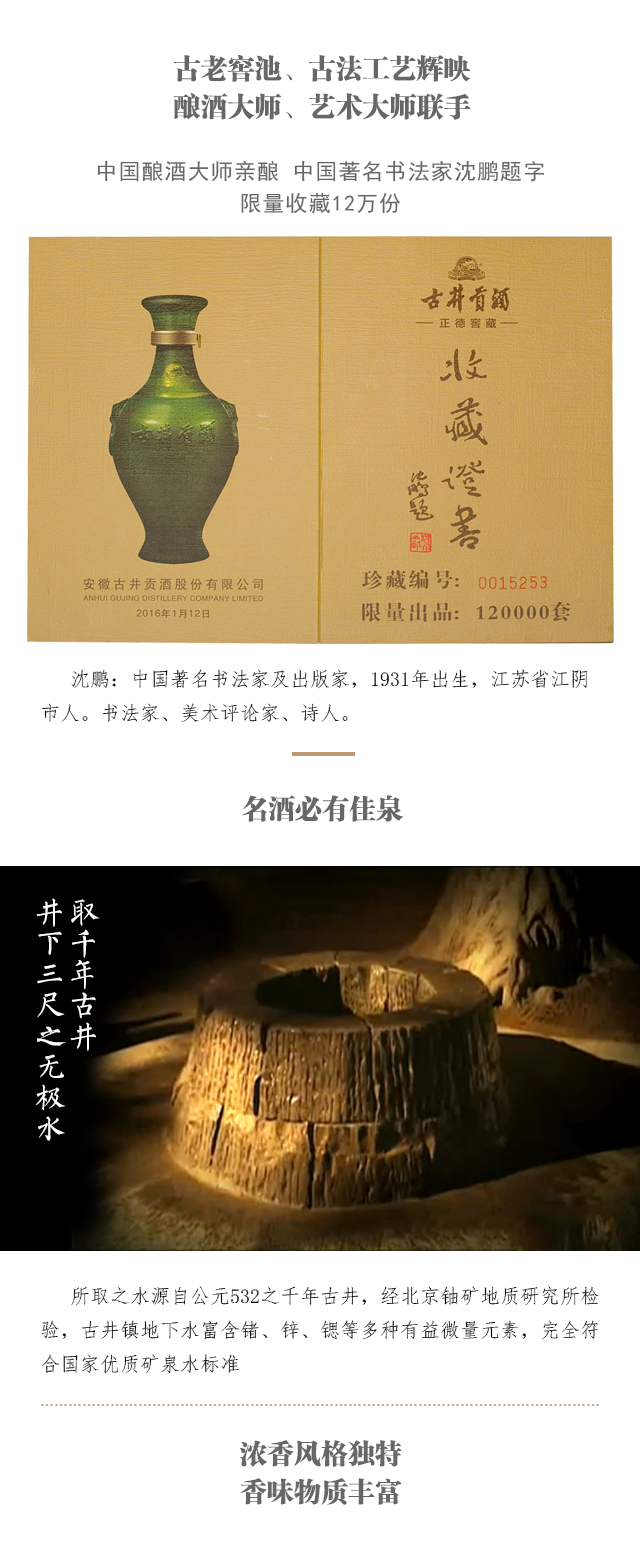 古老窖池、古法工艺辉映
酿酒大师、艺术大师联手
中国酿酒大师亲酿 中国著名书法家沈鹏题字
限量收藏12万份
古井贡酒
安徽古井贡酒股份有限公司
ANHUI GUJING DISTILLERY COMPANY LIMITED
2016年1月12日
古井贡酒
正德窖藏
收藏證書
沈鹏题
珍藏编号: 0015253
限量出品: 120000套
沈鹏：中国著名书法家及出版家，1931年出生，江苏省江阴
市人。书法家、美术评论家、诗人。
名酒必有佳泉
取千年古井
井下三尺之无极水
所取之水源自公元532之千年古井，经北京铀矿地质研究所检
验，古井镇地下水富含锗、锌、锶等多种有益微量元素，完全符
合国家优质矿泉水标准
浓香风格独特
香味物质丰富